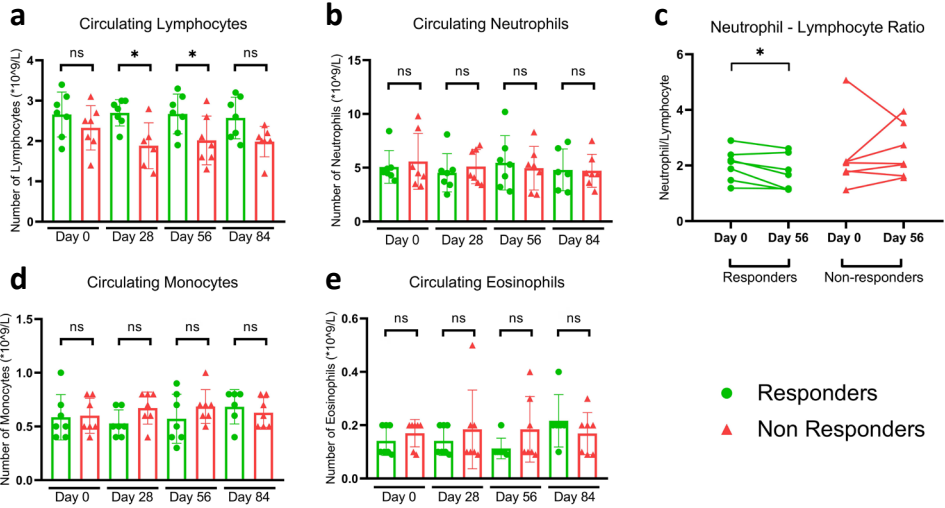 a
Circulating Lymphocytes
ns * * ns
Number of Lymphocytes (*10^9/L)
4
3
2
1
0
Day 0 Day 28 Day 56 Day 84
b
Circulating Neutrophils
ns ns ns ns
Number of Neutrophils (*10^9/L)
15
10
5
0
Day 0 Day 28 Day 56 Day 84
c
Neutrophil - Lymphocyte Ratio
*
Neutrophil/Lymphocyte
6
4
2
0
Day 0 Day 56 Day 0 Day 56
Responders Non-responders
d
Circulating Monocytes
ns ns ns ns
Number of Monocytes (*10^9/L)
1.5
1.0
0.5
0.0
Day 0 Day 28 Day 56 Day 84
e
Circulating Eosinophils
ns ns ns ns
Number of Eosinophils (*10^9/L)
0.6
0.4
0.2
0.0
Day 0 Day 28 Day 56 Day 84
Responders
Non Responders